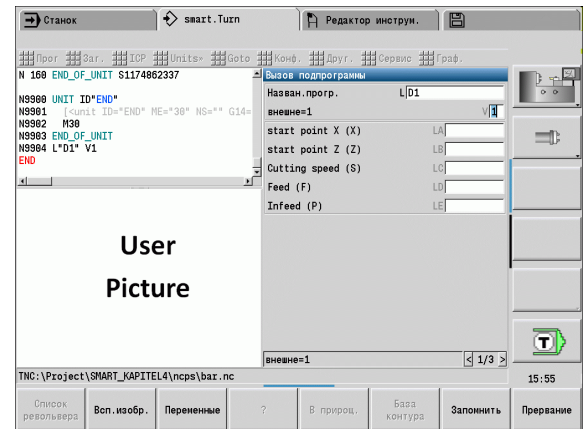 Станок
smart.Turn
Редактор инструм.
Прог Заг. ICP Units» Goto Конф. Друг. Сервис Граф.
N 160 END_OF_UNIT S1174862337
N9900 UNIT ID="END"
N9901 [<unit ID="END" ME="30" NS="" G14=
N9902 M30
N9903 END_OF_UNIT
N9904 L"D1" V1
END
Вызов подпрограммы
Назван.прогр. L D1
внешне=1 V 1
start point X (X) LA
start point Z (Z) LB
Cutting speed (S) LC
Feed (F) LD
Infeed (P) LE
User
Picture
внешне=1 < 1/3 >
T
TNC:\Project\SMART_KAPITEL4\ncps\bar.nc
15:55
Список револьвера
Всп.изобр.
Переменные
?
В прироц.
База контура
Запомнить
Прервание